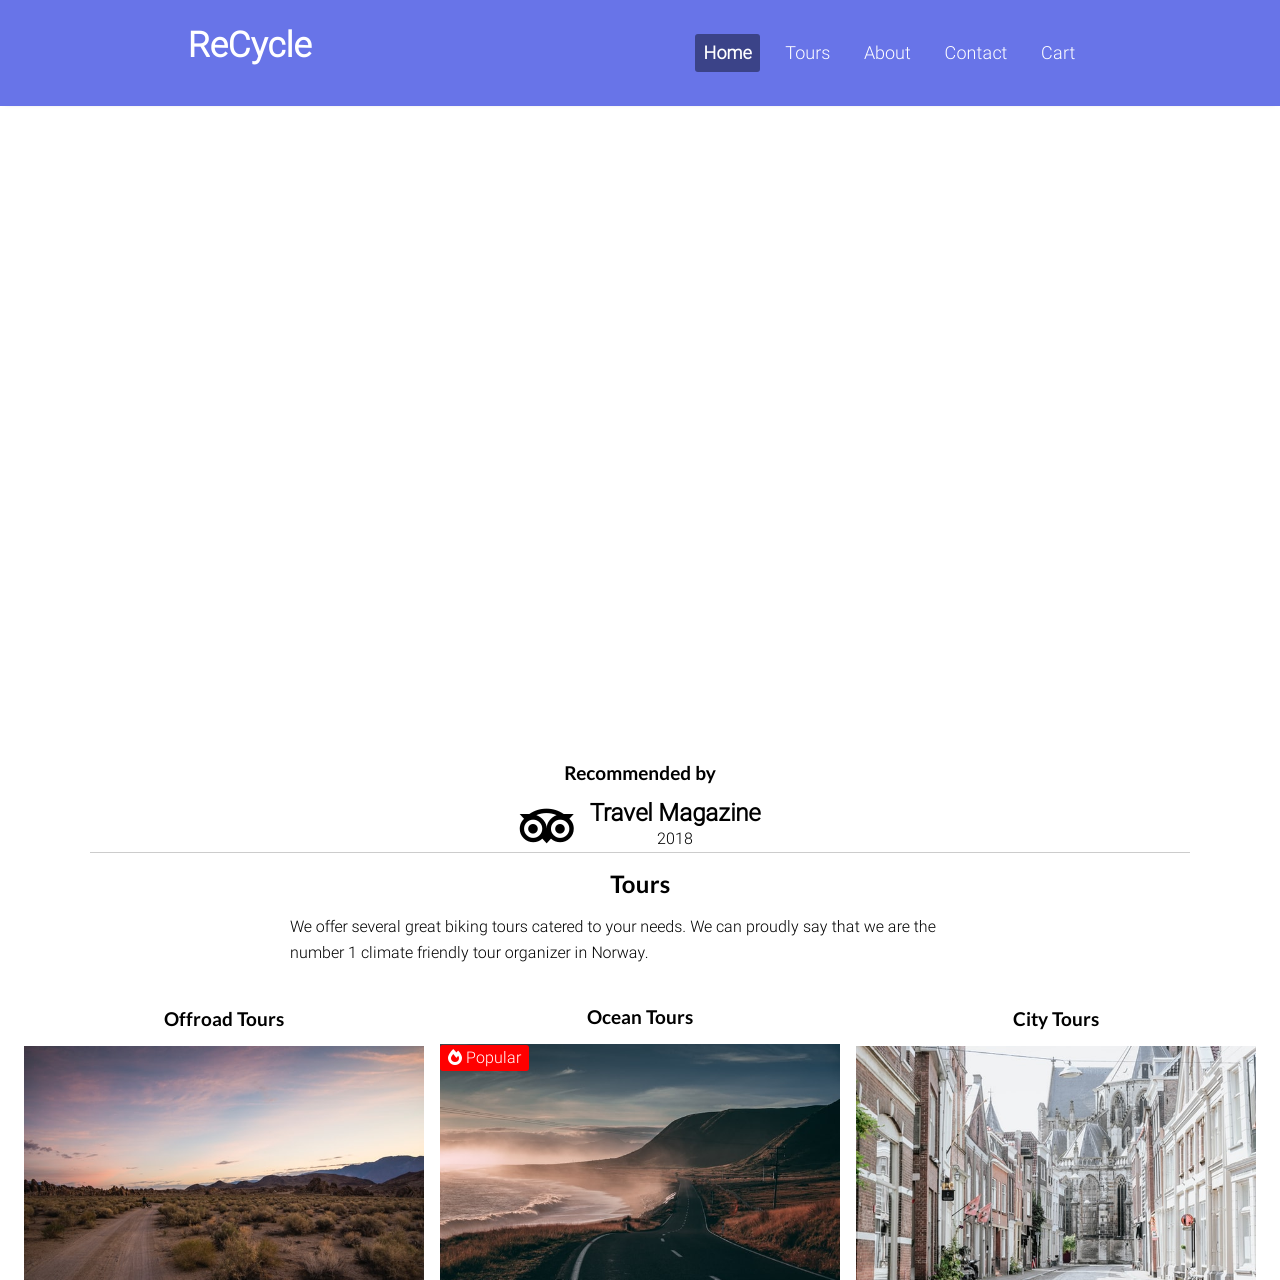 ReCycle
Home Tours About Contact Cart
Recommended by
Travel Magazine
2018
Tours
We offer several great biking tours catered to your needs. We can proudly say that we are the
number 1 climate friendly tour organizer in Norway.
Offroad Tours
Ocean Tours
City Tours
Popular